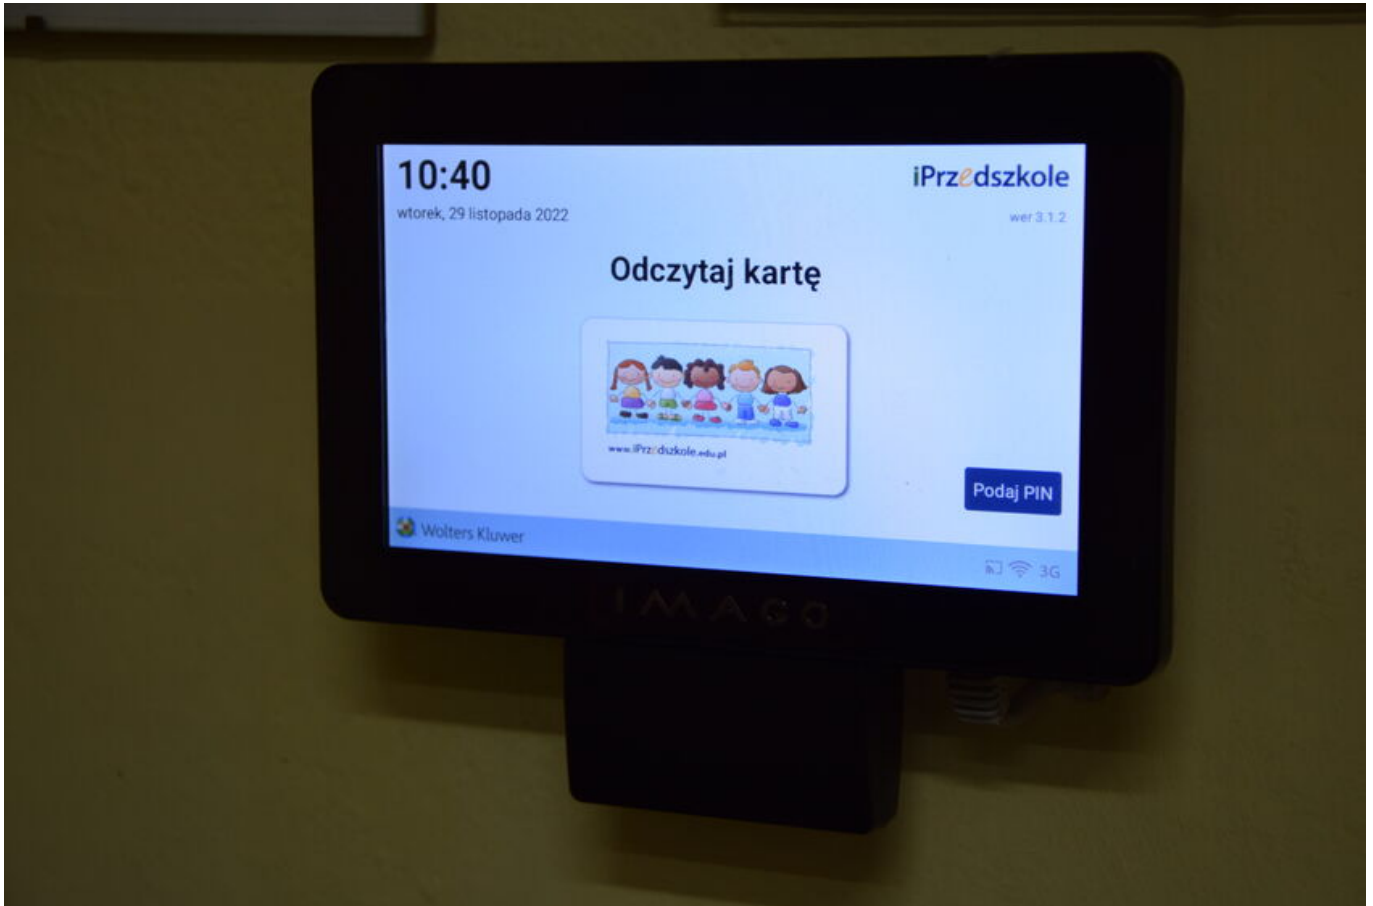 10:40
wtorek, 29 listopada 2022
iPrzedszkole
wer 3.1.2
Odczytaj kartę
www.iPrzedszkole.edu.pl
Podaj PIN
Wolters Kluwer
3G
IMAGO